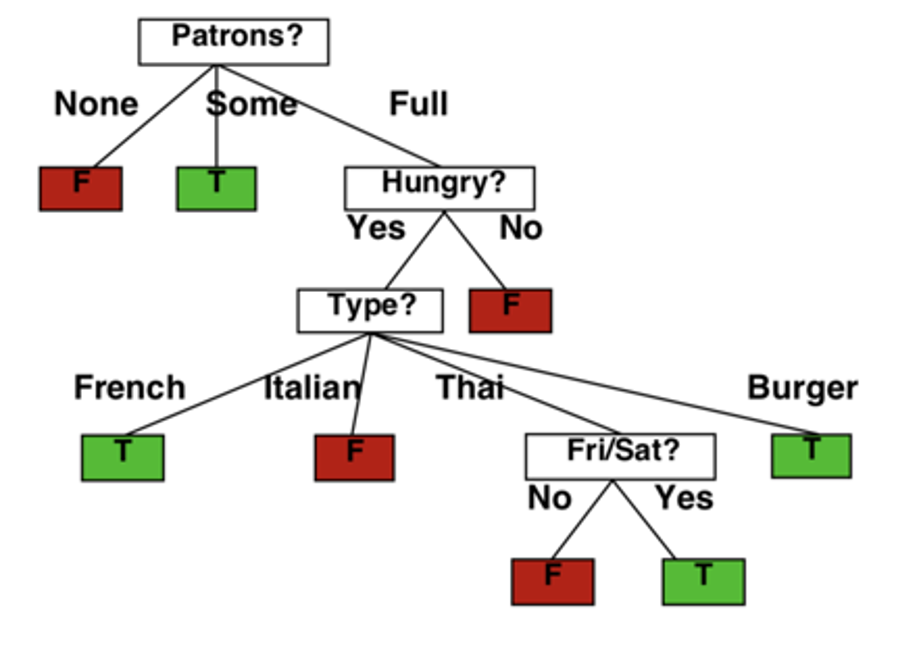 Patrons?
None Some Full
F T Hungry?
Yes No
Type? F
French Italian Thai Burger
T F Fri/Sat? T
No Yes
F T